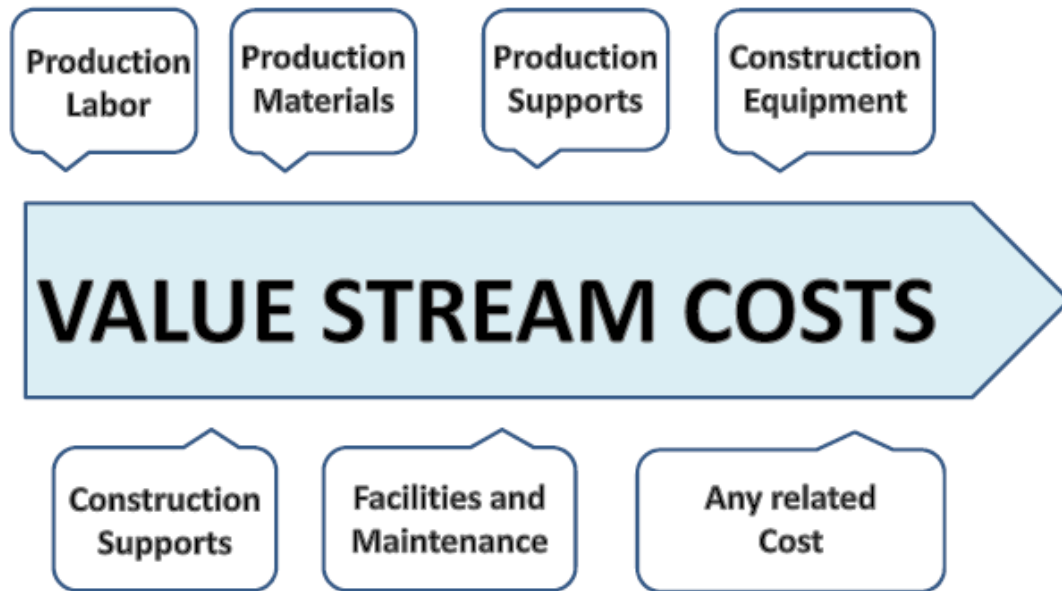 Production
Labor
Production
Materials
Production
Supports
Construction
Equipment
VALUE STREAM COSTS
Construction
Supports
Facilities and
Maintenance
Any related
Cost